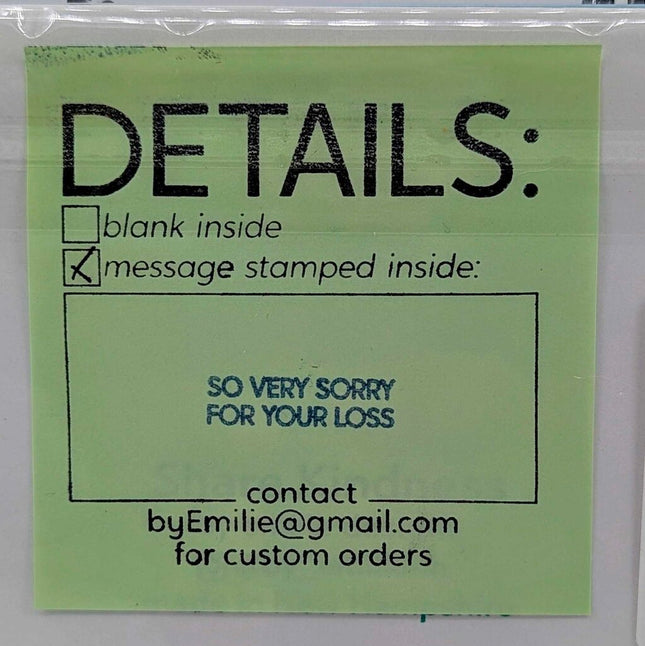 DETAILS:
blank inside
message stamped inside:
SO VERY SORRY
FOR YOUR LOSS
contact
byEmilie@gmail.com
for custom orders